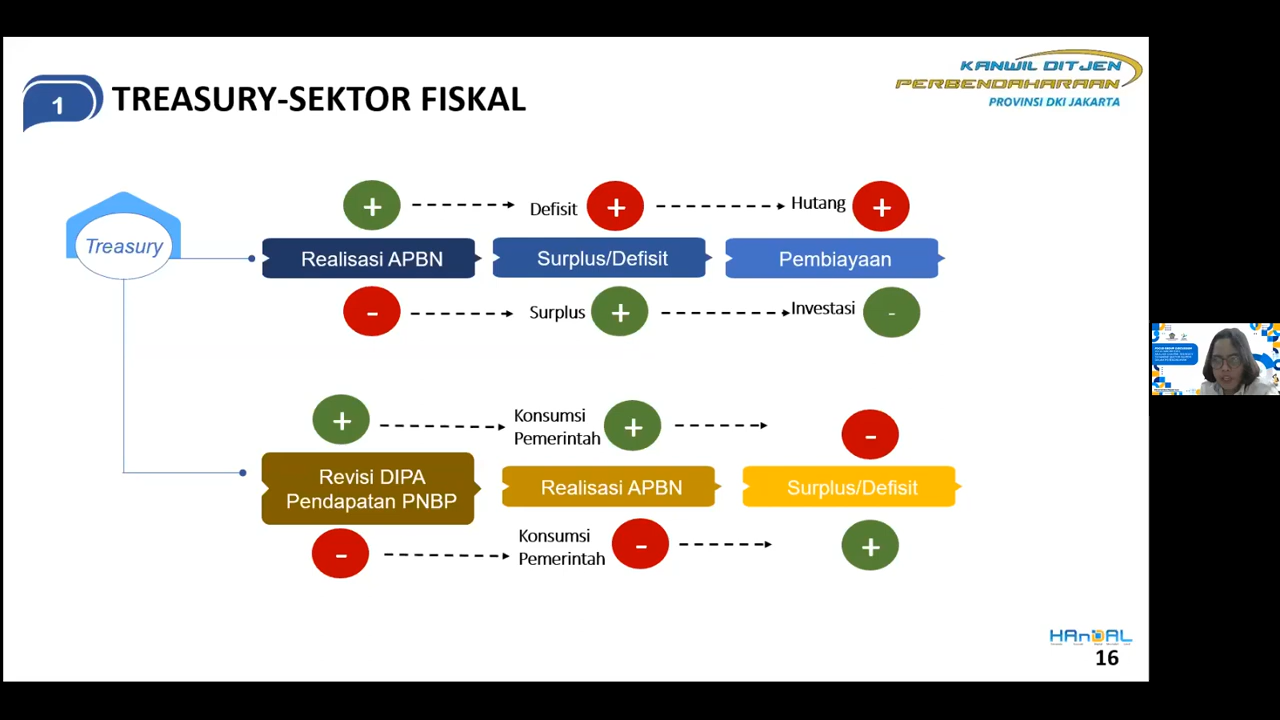 1
TREASURY-SEKTOR FISKAL
KANWIL DITJEN
PERBENDAHARAAN
PROVINSI DKI JAKARTA
Treasury
+
Defisit
+
Hutang
+
Realisasi APBN
Surplus/Defisit
Pembiayaan
-
Surplus
+
Investasi
-
+
Konsumsi
Pemerintah
+
-
Revisi DIPA
Pendapatan PNBP
Realisasi APBN
Surplus/Defisit
-
Konsumsi
Pemerintah
-
+
HAnDAL
16